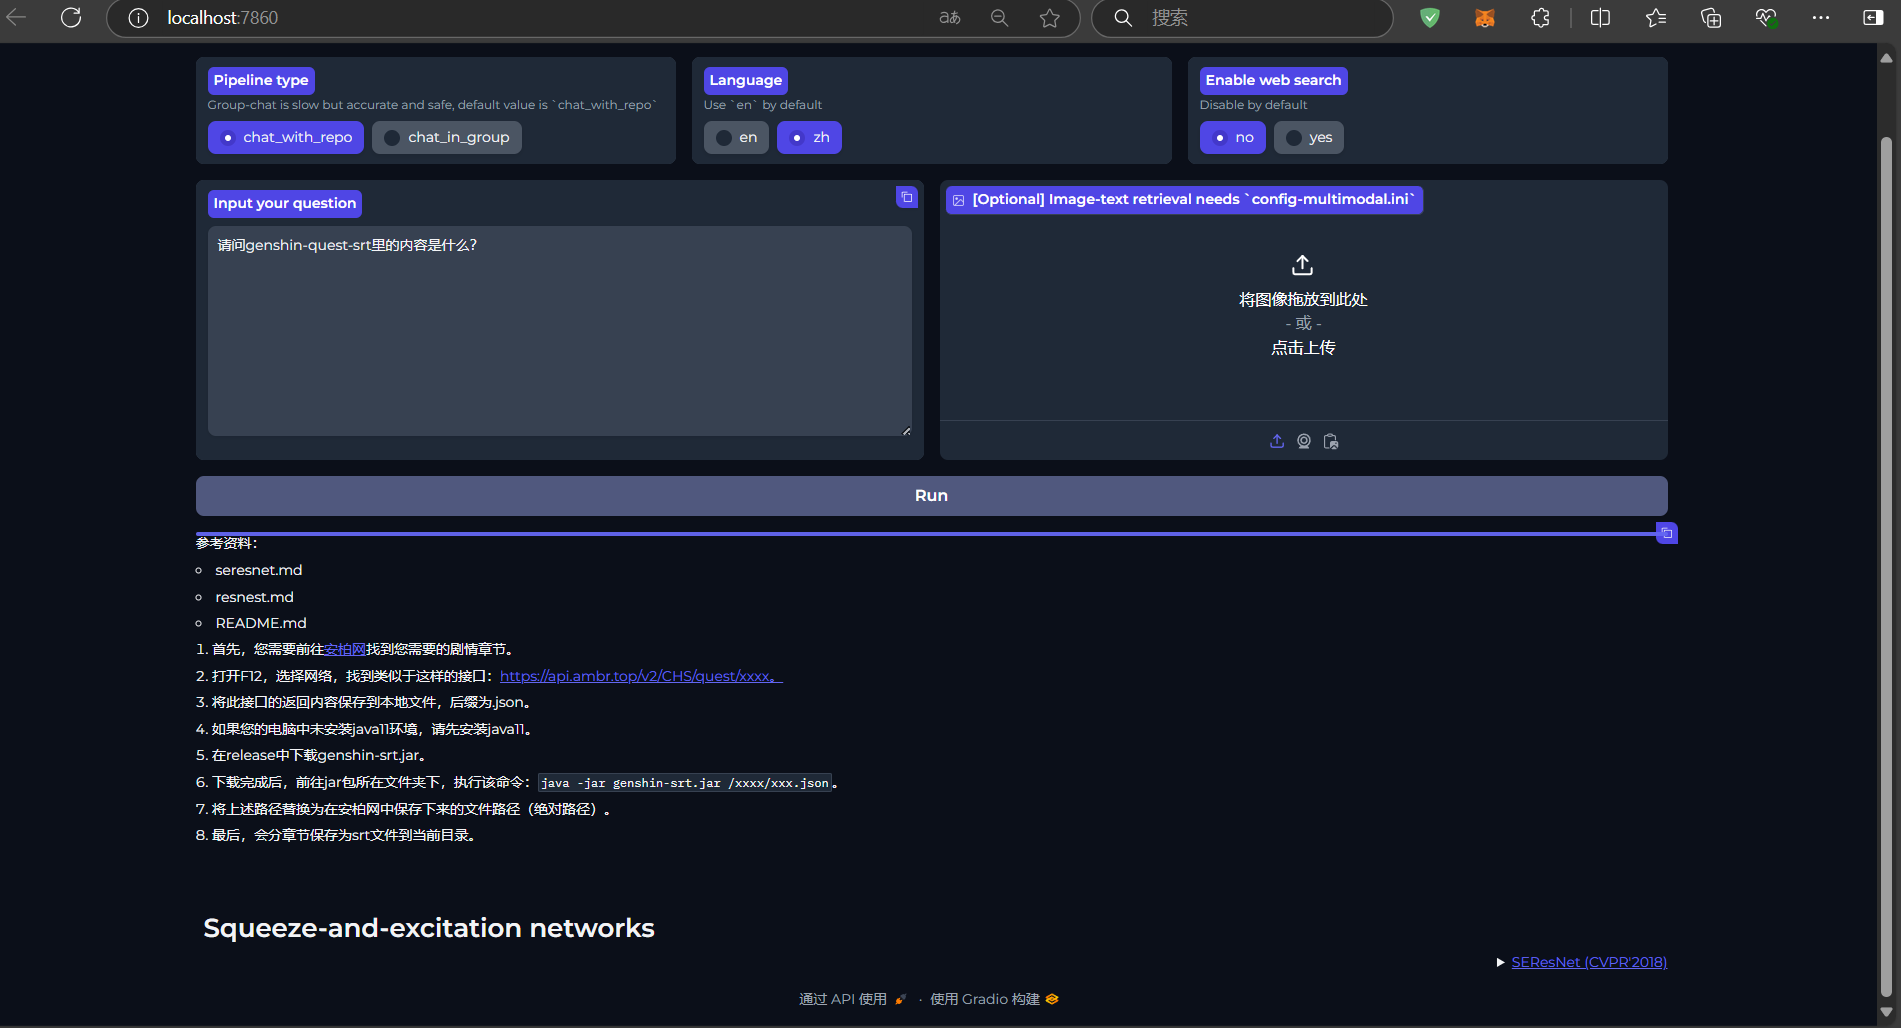 localhost:7860
aあ
搜索
Pipeline type
Group-chat is slow but accurate and safe, default value is `chat_with_repo`
chat_with_repo
chat_in_group
Language
Use `en` by default
en
zh
Enable web search
Disable by default
no
yes
Input your question
请问genshin-quest-srt里的内容是什么?
[Optional] Image-text retrieval needs `config-multimodal.ini`
将图像拖放到此处
- 或 -
点击上传
Run
参考资料:
seresnet.md
resnest.md
README.md
1. 首先，您需要前往安柏网找到您需要的剧情章节。
2. 打开F12，选择网络，找到类似于这样的接口：https://api.ambr.top/v2/CHS/quest/xxxx。
3. 将此接口的返回内容保存到本地文件，后缀为.json。
4. 如果您的电脑中未安装java11环境，请先安装java11。
5. 在release中下载genshin-srt.jar。
6. 下载完成后，前往jar包所在文件夹下，执行该命令：java -jar genshin-srt.jar /xxxx/xxx.json。
7. 将上述路径替换为在安柏网中保存下来的文件路径（绝对路径）。
8. 最后，会分章节保存为srt文件到当前目录。
Squeeze-and-excitation networks
SEResNet (CVPR'2018)
通过 API 使用 · 使用 Gradio 构建